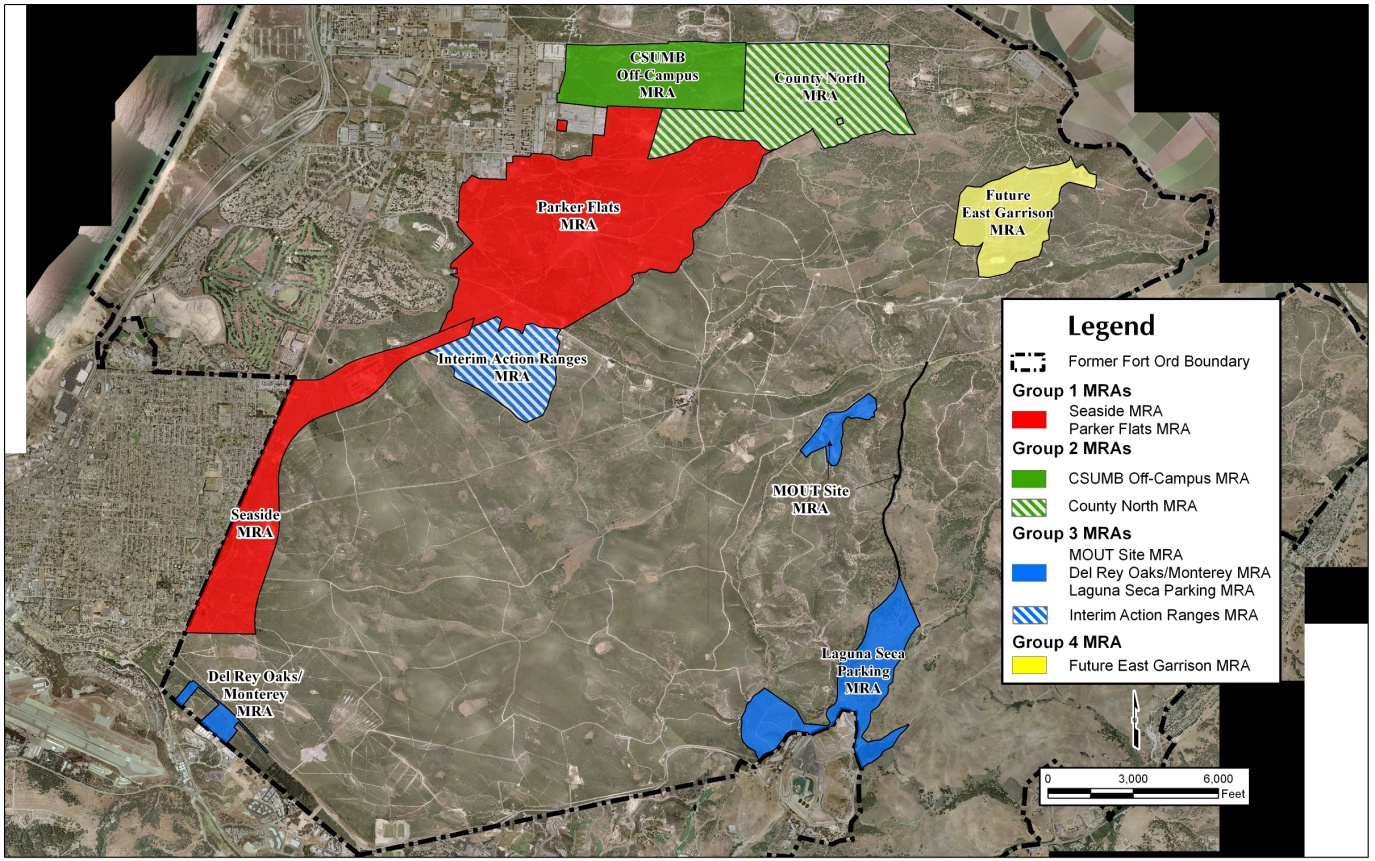 CSUMB
Off-Campus
MRA
County North
MRA
Parker Flats
MRA
Future
East Garrison
MRA
Interim Action Ranges
MRA
MOUT Site
MRA
Seaside
MRA
Laguna Seca
Parking
MRA
Del Rey Oaks/
Monterey
MRA
Legend
Former Fort Ord Boundary
Group 1 MRAs
Seaside MRA
Parker Flats MRA
Group 2 MRAs
CSUMB Off-Campus MRA
County North MRA
Group 3 MRAs
MOUT Site MRA
Del Rey Oaks/Monterey MRA
Laguna Seca Parking MRA
Interim Action Ranges MRA
Group 4 MRA
Future East Garrison MRA
0 3,000 6,000
Feet